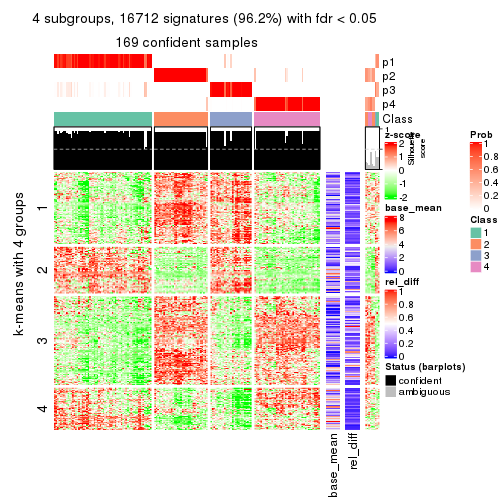 4 subgroups, 16712 signatures (96.2%) with fdr < 0.05
169 confident samples
p1
p2
p3
p4
Class
1
Silhouette
score
z-score
2
1
0
-1
-2
Prob
1
0.8
0.6
0.4
0.2
0
base_mean
8
6
4
2
0
Class
1
2
3
4
rel_diff
1
0.8
0.6
0.4
0.2
0
Status (barplots)
confident
ambiguous
k-means with 4 groups
1
2
3
4
base_mean
rel_diff